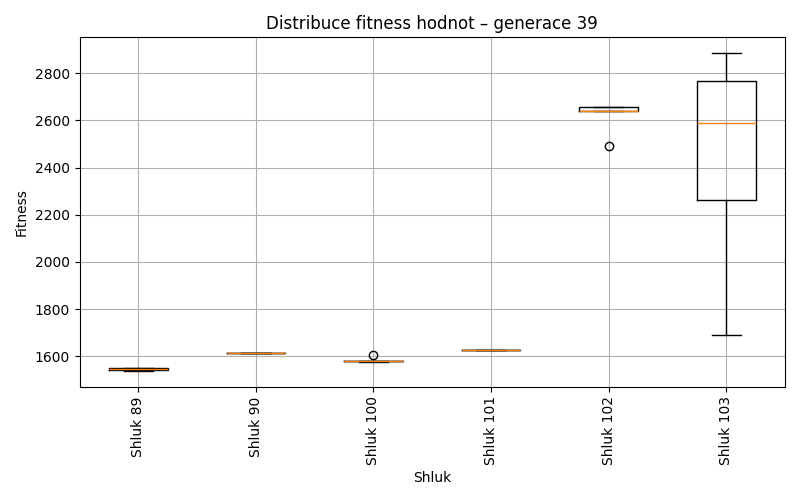 Distribuce fitness hodnot – generace 39
Fitness
2800
2600
2400
2200
2000
1800
1600
Shluk 89
Shluk 90
Shluk 100
Shluk 101
Shluk 102
Shluk 103
Shluk